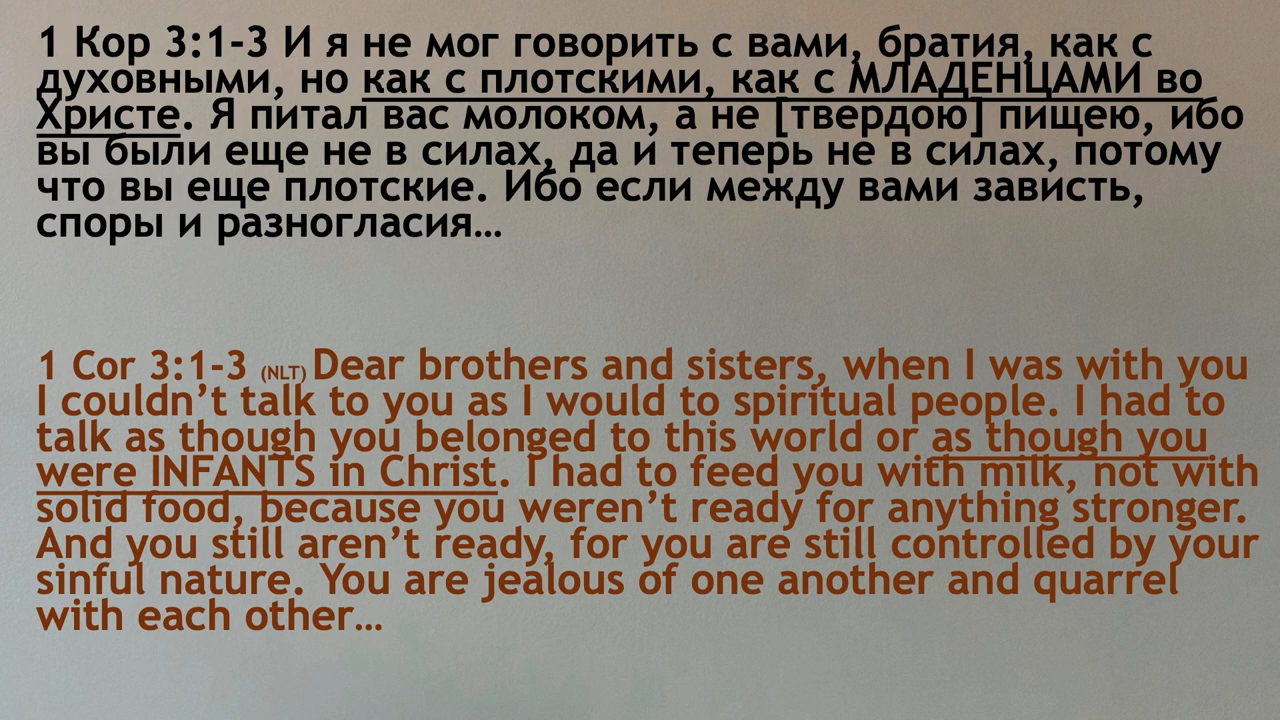 1 Кор 3:1-3 И я не мог говорить с вами, братия, как с
духовными, но как с плотскими, как с МЛАДЕНЦАМИ во
Христе. Я питал вас молоком, а не [твердою] пищею, ибо
вы были еще не в силах, да и теперь не в силах, потому
что вы еще плотские. Ибо если между вами зависть,
споры и разногласия…
1 Cor 3:1-3 (NLT) Dear brothers and sisters, when I was with you
I couldn’t talk to you as I would to spiritual people. I had to
talk as though you belonged to this world or as though you
were INFANTS in Christ. I had to feed you with milk, not with
solid food, because you weren’t ready for anything stronger.
And you still aren’t ready, for you are still controlled by your
sinful nature. You are jealous of one another and quarrel
with each other…